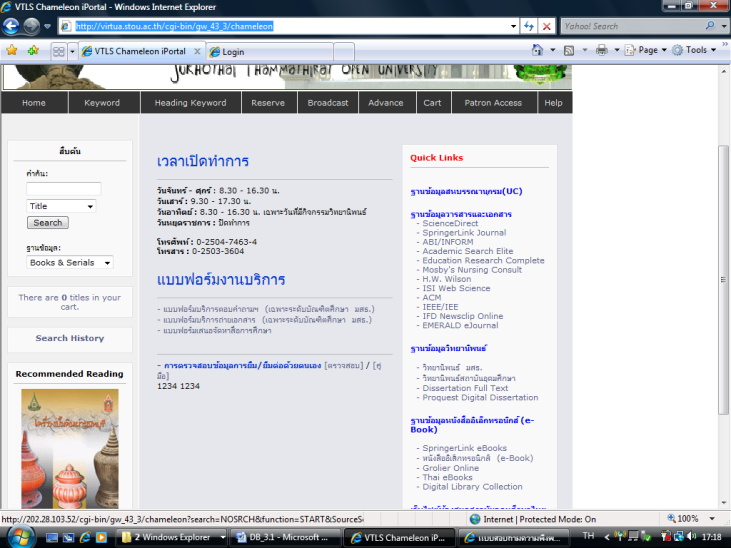 VTLS Chameleon iPortal - Windows Internet Explorer
http://virtua.stou.ac.th/cgi-bin/gw_43_3/chameleon
Yahoo! Search
VTLS Chameleon iPortal
Login
Page
Tools
SUKHOTHAI THAMMATHIRAT OPEN UNIVERSITY
Home
Keyword
Heading Keyword
Reserve
Broadcast
Advance
Cart
Patron Access
Help
สืบค้น
คำค้น:
Title
Search
ฐานข้อมูล:
Books & Serials
There are 0 titles in your
cart.
Search History
Recommended Reading
เวลาเปิดทำการ
วันจันทร์ - ศุกร์ : 8.30 - 16.30 น.
วันเสาร์ : 9.30 - 17.30 น.
วันอาทิตย์ : 8.30 - 16.30 น. เฉพาะวันที่มีกิจกรรมวิทยานิพนธ์
วันหยุดราชการ : ปิดทำการ
โทรศัพท์ : 0-2504-7463-4
โทรสาร : 0-2503-3604
แบบฟอร์มงานบริการ
- แบบฟอร์มบริการตอบคำถามฯ (เฉพาะระดับบัณฑิตศึกษา มสธ.)
- แบบฟอร์มบริการถ่ายเอกสาร (เฉพาะระดับบัณฑิตศึกษา มสธ.)
- แบบฟอร์มเสนอจัดหาสื่อการศึกษา
- การตรวจสอบข้อมูลการยืม/ยืมต่อด้วยตนเอง [ตรวจสอบ] / [คู่
มือ]
1234 1234
Quick Links
ฐานข้อมูลสหบรรณานุกรม(UC)
ฐานข้อมูลวารสารและเอกสาร
- ScienceDirect
- SpringerLink Journal
- ABI/INFORM
- Academic Search Elite
- Education Research Complete
- Mosby's Nursing Consult
- H.W. Wilson
- ISI Web Science
- ACM
- IEEE/IEE
- IFD Newsclip Online
- EMERALD eJournal
ฐานข้อมูลวิทยานิพนธ์
- วิทยานิพนธ์ มสธ.
- วิทยานิพนธ์สถาบันอุดมศึกษา
- Dissertation Full Text
- Proquest Digital Dissertation
ฐานข้อมูลหนังสืออิเล็กทรอนิกส์ (e-
Book)
- SpringerLink eBooks
- หนังสืออิเล็กทรอนิกส์ (e-Book)
- Grolier Online
- Thai eBooks
- Digital Library Collection
http://202.28.103.52/cgi-bin/gw_43_3/chameleon?search=NOSRCH&function=START&SourceS
Internet | Protected Mode: On
100%
2 Windows Explorer
DB_3.1 - Microsoft ...
VTLS Chameleon iP...
แบบสอบถามความพึงพ...
TH
17:18